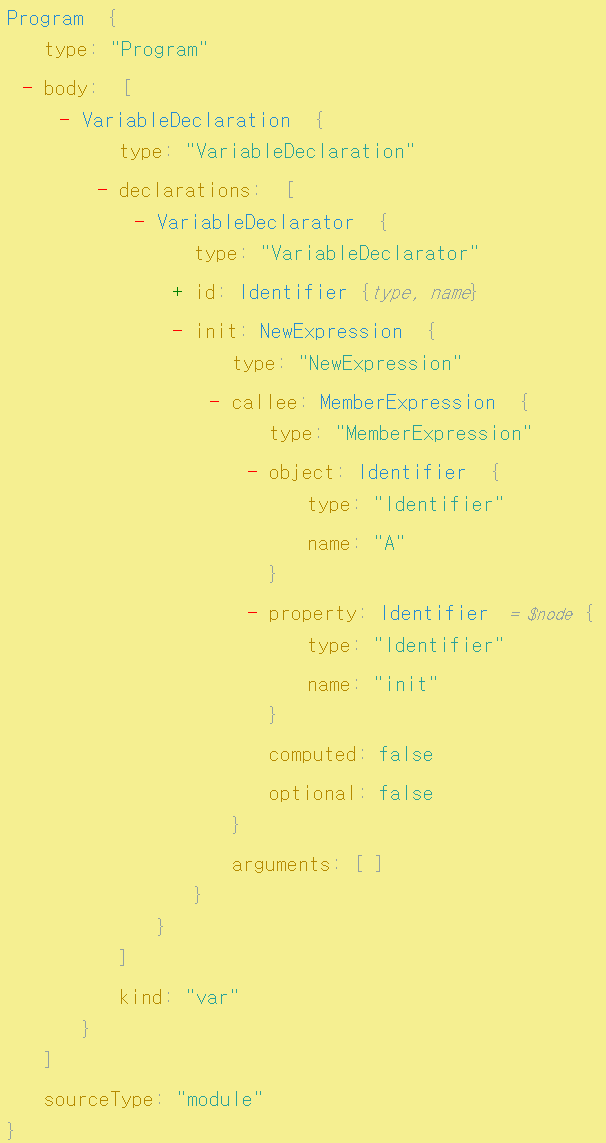 Program {
type: "Program"
- body: [
- VariableDeclaration {
type: "VariableDeclaration"
- declarations: [
- VariableDeclarator {
type: "VariableDeclarator"
+ id: Identifier {type, name}
- init: NewExpression {
type: "NewExpression"
- callee: MemberExpression {
type: "MemberExpression"
- object: Identifier {
type: "Identifier"
name: "A"
}
- property: Identifier = $node {
type: "Identifier"
name: "init"
}
computed: false
optional: false
}
arguments: [ ]
}
}
]
kind: "var"
}
]
sourceType: "module"
}